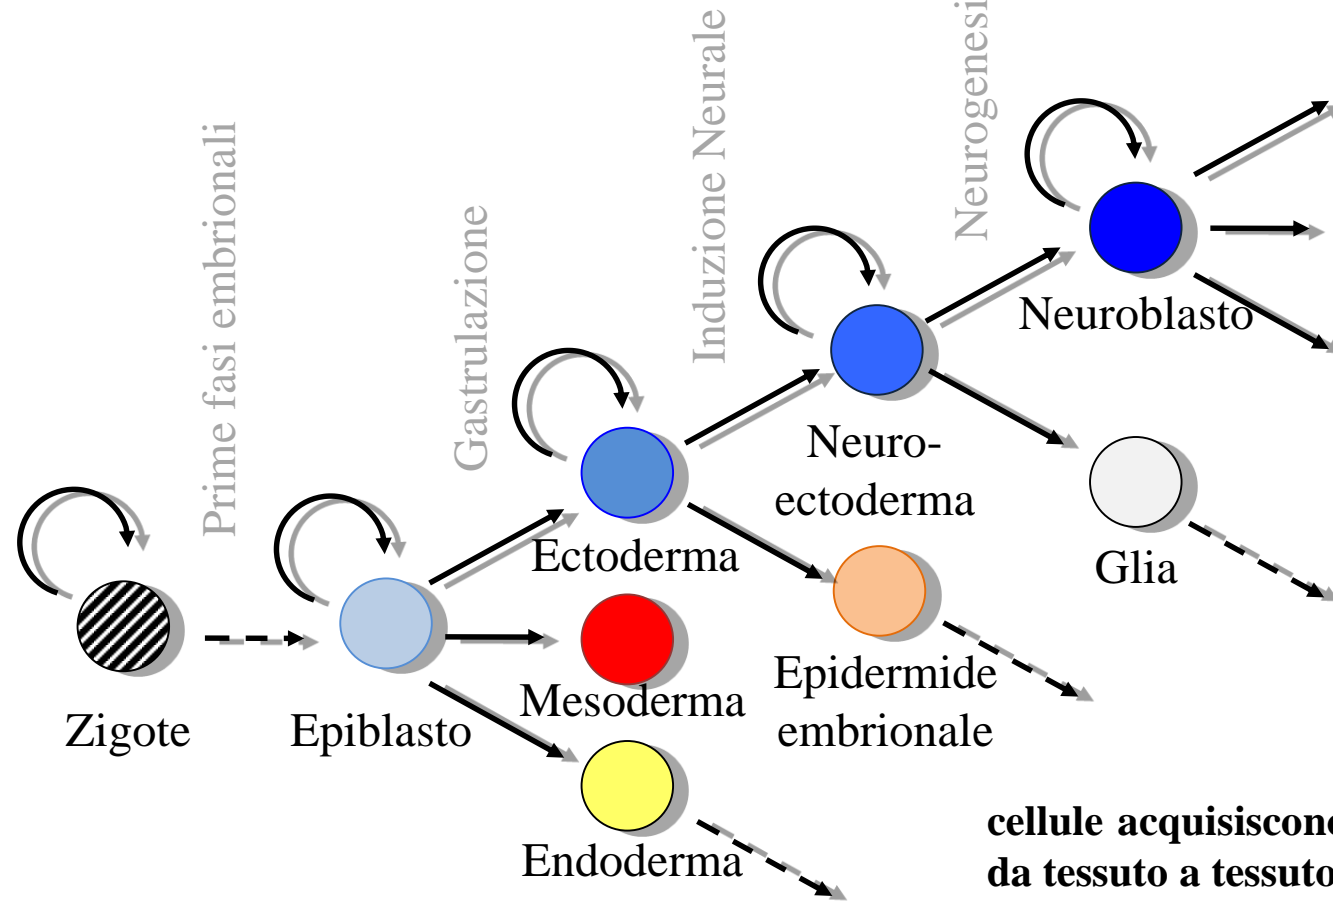 Prime fasi embrionali
Gastrulazione
Induzione Neurale
Neurogenesi
Neuroblasto
Neuro-
ectoderma
Ectoderma
Glia
Epidermide
embrionale
Mesoderma
Zigote
Epiblasto
Endoderma
cellule acquisiscono
da tessuto a tessuto